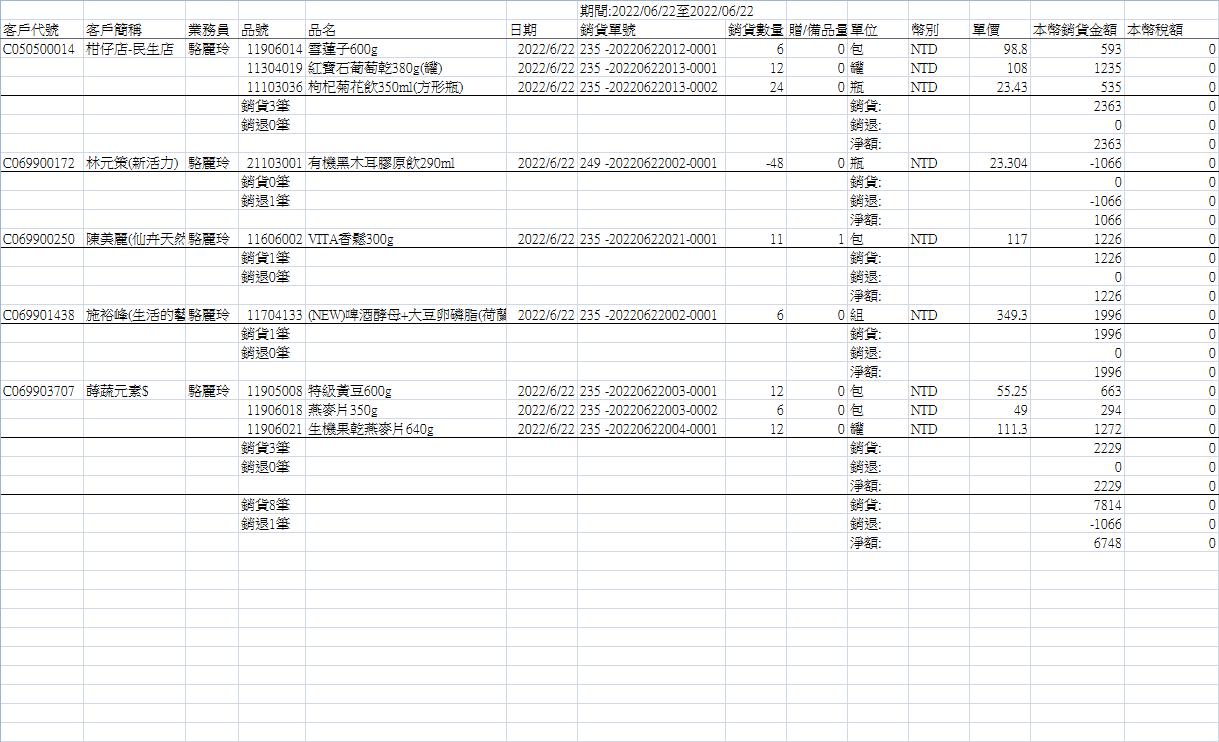 期間:2022/06/22至2022/06/22
客戶代號 客戶簡稱 業務員 品號 品名 日期 銷貨單號 銷貨數量 贈/備品量 單位 幣別 單價 本幣銷貨金額 本幣稅額
C050500014 柑仔店-民生店 駱麗玲 11906014 雪蓮子600g 2022/6/22 235 -20220622012-0001 6 0 包 NTD 98.8 593 0
11304019 紅寶石葡萄乾380g(罐) 2022/6/22 235 -20220622013-0001 12 0 罐 NTD 108 1235 0
11103036 枸杞菊花飲350ml(方形瓶) 2022/6/22 235 -20220622013-0002 24 0 瓶 NTD 23.43 535 0
銷貨3筆 銷貨: 2363 0
銷退0筆 銷退: 0 0
淨額: 2363 0
C069900172 林元策(新活力) 駱麗玲 21103001 有機黑木耳膠原飲290ml 2022/6/22 249 -20220622002-0001 -48 0 瓶 NTD 23.304 -1066 0
銷貨0筆 銷貨: 0 0
銷退1筆 銷退: -1066 0
淨額: 1066 0
C069900250 陳美麗(仙卉天然 駱麗玲 11606002 VITA香鬆300g 2022/6/22 235 -20220622021-0001 11 1 包 NTD 117 1226 0
銷貨1筆 銷貨: 1226 0
銷退0筆 銷退: 0 0
淨額: 1226 0
C069901438 施裕峰(生活的藝 駱麗玲 11704133 (NEW)啤酒酵母+大豆卵磷脂(荷蘭 2022/6/22 235 -20220622002-0001 6 0 組 NTD 349.3 1996 0
銷貨1筆 銷貨: 1996 0
銷退0筆 銷退: 0 0
淨額: 1996 0
C069903707 蒔蔬元素$ 駱麗玲 11905008 特級黃豆600g 2022/6/22 235 -20220622003-0001 12 0 包 NTD 55.25 663 0
11906018 燕麥片350g 2022/6/22 235 -20220622003-0002 6 0 包 NTD 49 294 0
11906021 生機果乾燕麥片640g 2022/6/22 235 -20220622004-0001 12 0 罐 NTD 111.3 1272 0
銷貨3筆 銷貨: 2229 0
銷退0筆 銷退: 0 0
淨額: 2229 0
銷貨8筆 銷貨: 7814 0
銷退1筆 銷退: -1066 0
淨額: 6748 0